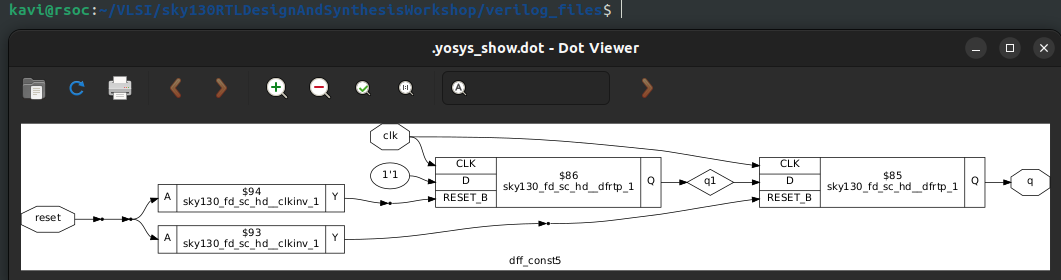 kavi@rsoc:~/VLSI/sky130RTLDesignAndSynthesisWorkshop/verilog_files$
.yosys_show.dot - Dot Viewer
clk
1'1
CLK
D
RESET_B
$86
sky130_fd_sc_hd__dfrtp_1
Q
q1
CLK
D
RESET_B
$85
sky130_fd_sc_hd__dfrtp_1
Q
q
reset
A
$94
sky130_fd_sc_hd__clkinv_1
Y
A
$93
sky130_fd_sc_hd__clkinv_1
Y
dff_const5